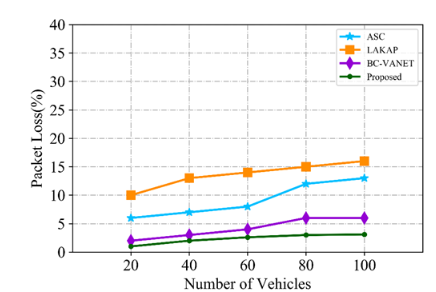 40
35
30
25
20
15
10
5
0
Packet Loss(%)
ASC
LAKAP
BC-VANET
Proposed
20 40 60 80 100
Number of Vehicles